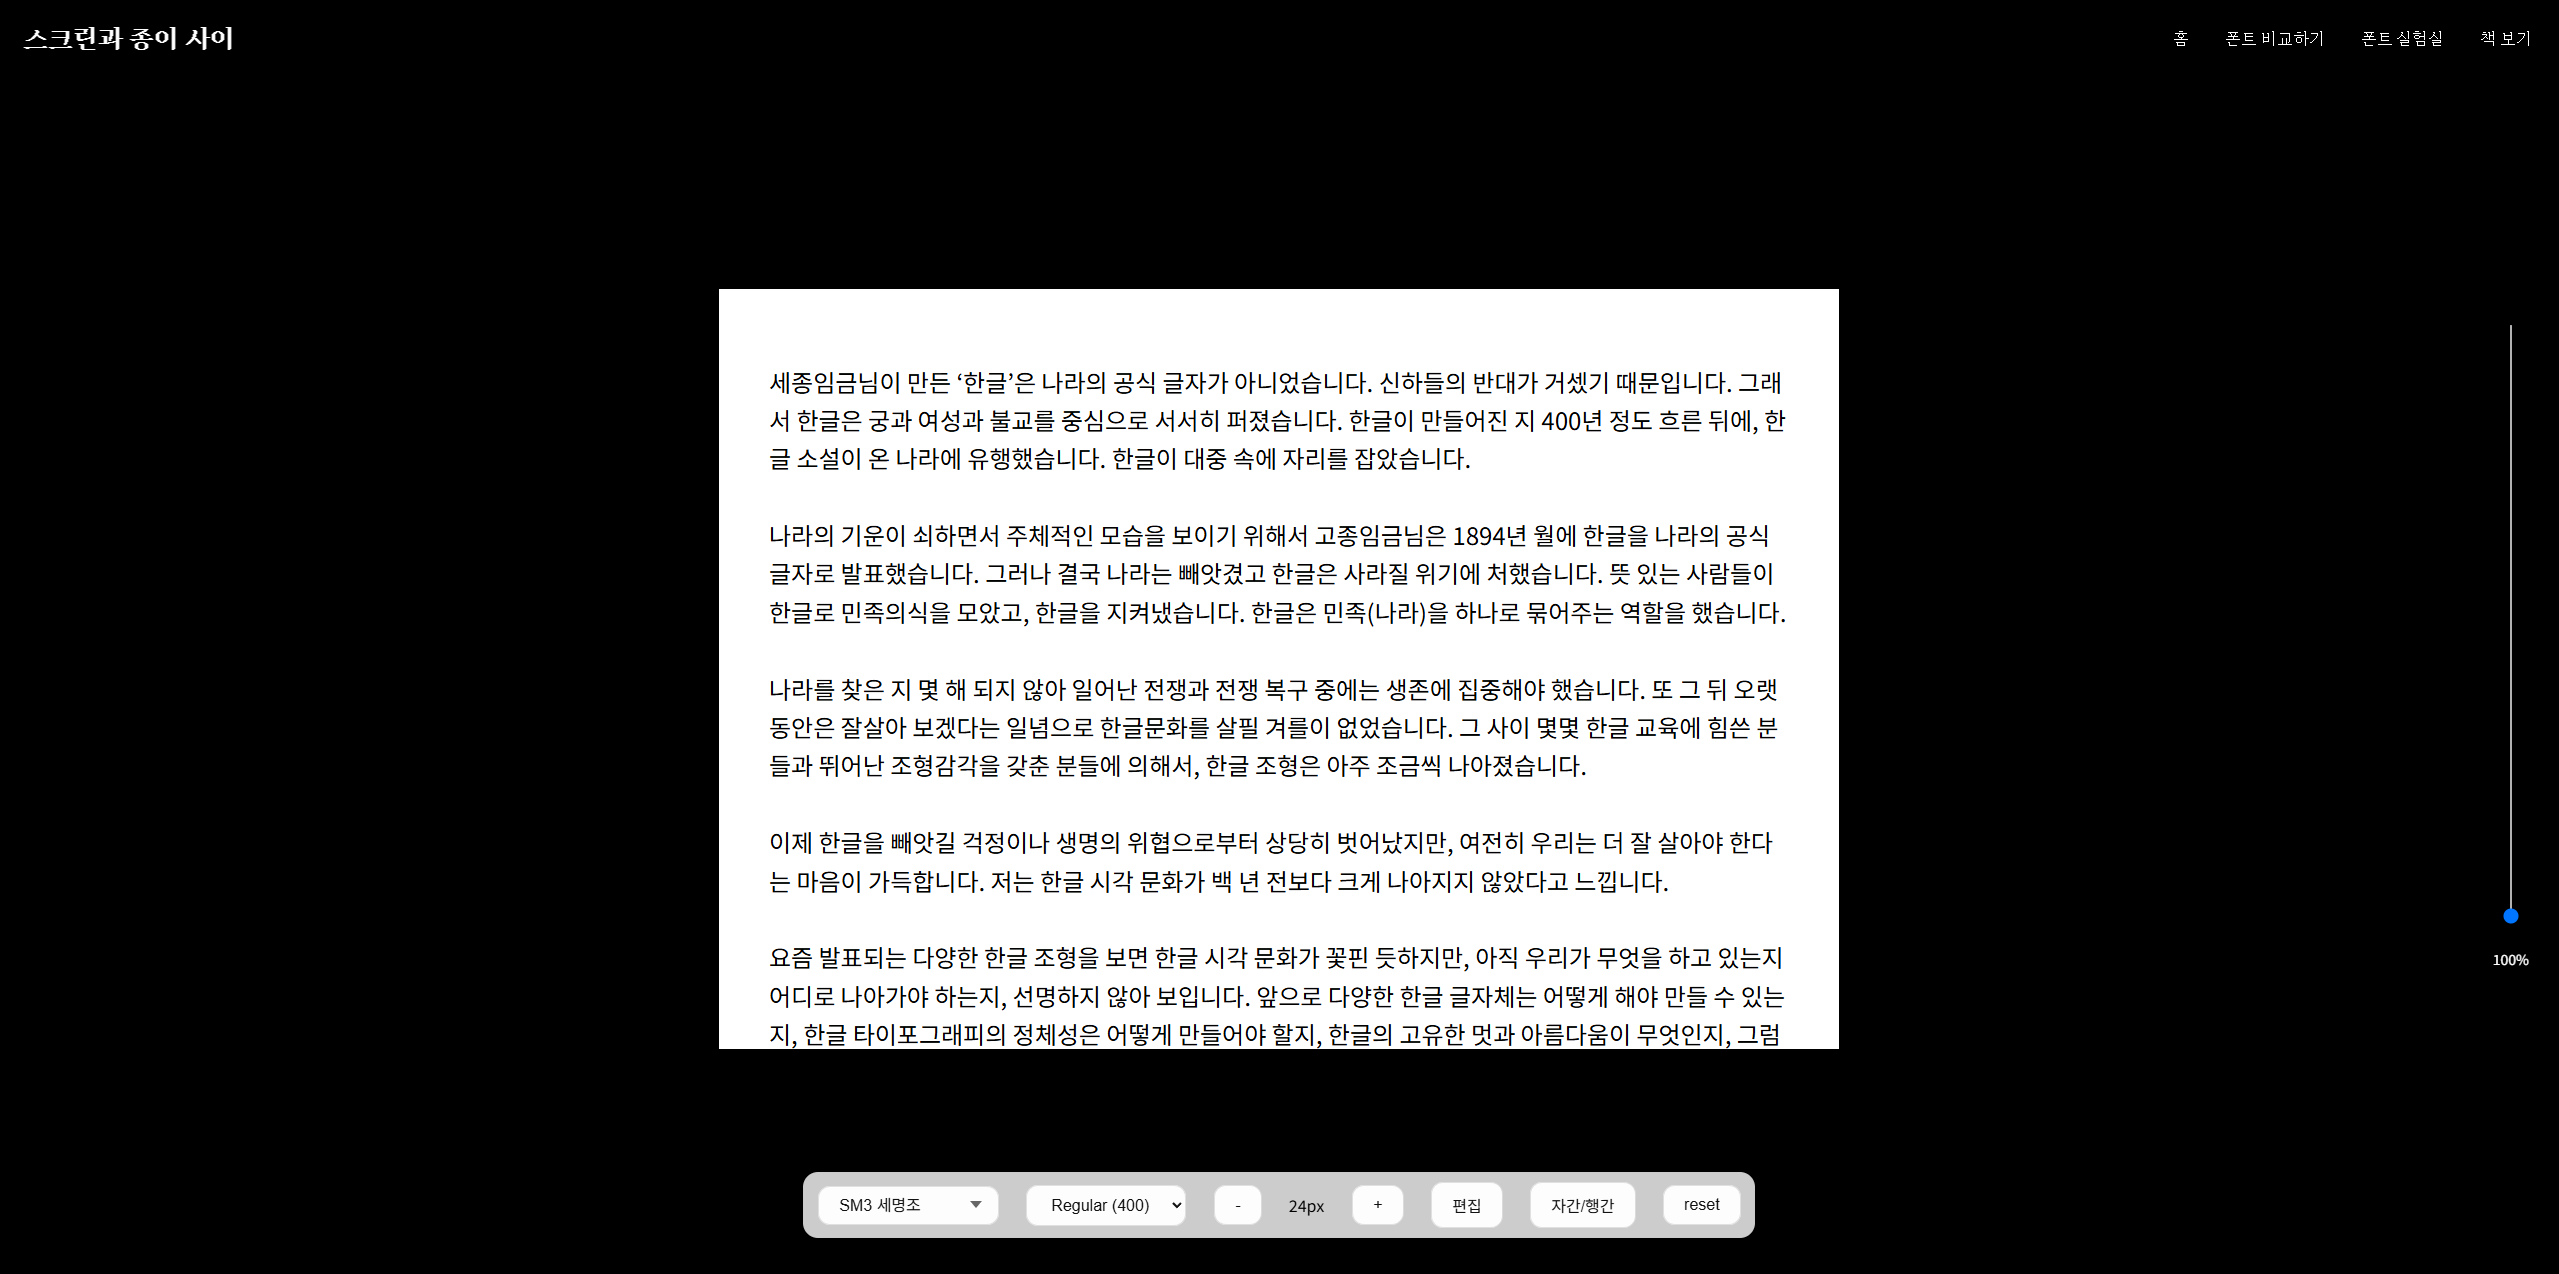 스크린과 종이 사이
홈 폰트 비교하기 폰트 실험실 책 보기
세종임금님이 만든 ‘한글’은 나라의 공식 글자가 아니었습니다. 신하들의 반대가 거셌기 때문입니다. 그래
서 한글은 궁과 여성과 불교를 중심으로 서서히 퍼졌습니다. 한글이 만들어진 지 400년 정도 흐른 뒤에, 한
글 소설이 온 나라에 유행했습니다. 한글이 대중 속에 자리를 잡았습니다.
나라의 기운이 쇠하면서 주체적인 모습을 보이기 위해서 고종임금님은 1894년 월에 한글을 나라의 공식
글자로 발표했습니다. 그러나 결국 나라는 빼앗겼고 한글은 사라질 위기에 처했습니다. 뜻 있는 사람들이
한글로 민족의식을 모았고, 한글을 지켜냈습니다. 한글은 민족(나라)을 하나로 묶어주는 역할을 했습니다.
나라를 찾은 지 몇 해 되지 않아 일어난 전쟁과 전쟁 복구 중에는 생존에 집중해야 했습니다. 또 그 뒤 오랫
동안은 잘살아 보겠다는 일념으로 한글문화를 살필 겨를이 없었습니다. 그 사이 몇몇 한글 교육에 힘쓴 분
들과 뛰어난 조형감각을 갖춘 분들에 의해서, 한글 조형은 아주 조금씩 나아졌습니다.
이제 한글을 빼앗길 걱정이나 생명의 위협으로부터 상당히 벗어났지만, 여전히 우리는 더 잘 살아야 한다
는 마음이 가득합니다. 저는 한글 시각 문화가 백 년 전보다 크게 나아지지 않았다고 느낍니다.
요즘 발표되는 다양한 한글 조형을 보면 한글 시각 문화가 꽃핀 듯하지만, 아직 우리가 무엇을 하고 있는지
어디로 나아가야 하는지, 선명하지 않아 보입니다. 앞으로 다양한 한글 글자체는 어떻게 해야 만들 수 있는
지, 한글 타이포그래피의 정체성은 어떻게 만들어야 할지, 한글의 고유한 멋과 아름다움이 무엇인지, 그럼
100%
SM3 세명조 Regular (400) - 24px + 편집 자간/행간 reset